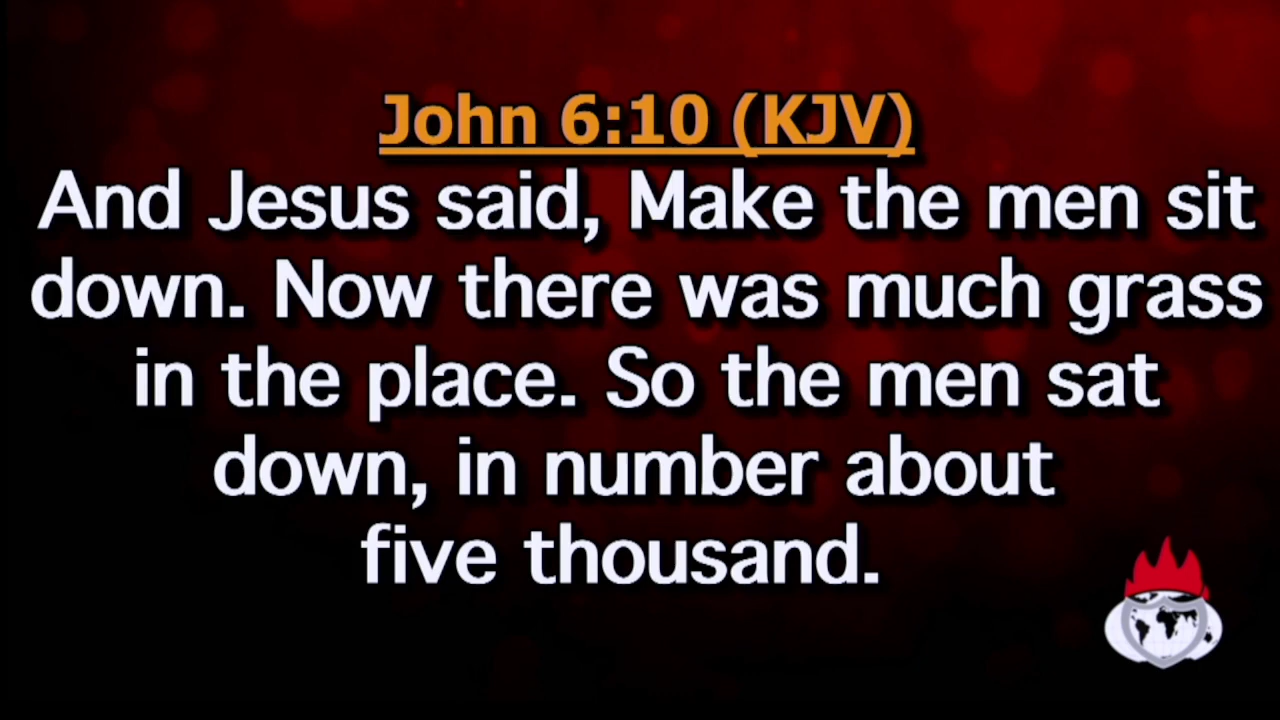 John 6:10 (KJV)
And Jesus said, Make the men sit
down. Now there was much grass
in the place. So the men sat
down, in number about
five thousand.